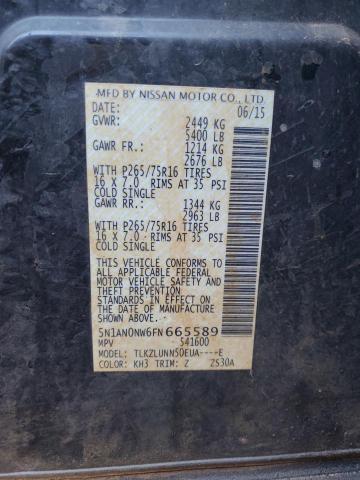 MFD BY NISSAN MOTOR CO., LTD.
DATE: 06/15
GVWR: 2449 KG
5400 LB
GAWR FR.: 1214 KG
2676 LB
WITH P265/75R16 TIRES
16 X 7.0 RIMS AT 35 PSI
COLD SINGLE
GAWR RR.: 1344 KG
2963 LB
WITH P265/75R16 TIRES
16 X 7.0 RIMS AT 35 PSI
COLD SINGLE
THIS VEHICLE CONFORMS TO
ALL APPLICABLE FEDERAL
MOTOR VEHICLE SAFETY
AND THEFT PREVENTION
STANDARDS IN EFFECT ON
THE DATE OF MANUFACTURE
SHOWN ABOVE.
5N1AN0NW6FN665589
MPV 541600
TLKZLUNN50EUA----E
COLOR: KH3 TRIM: Z 2S30A